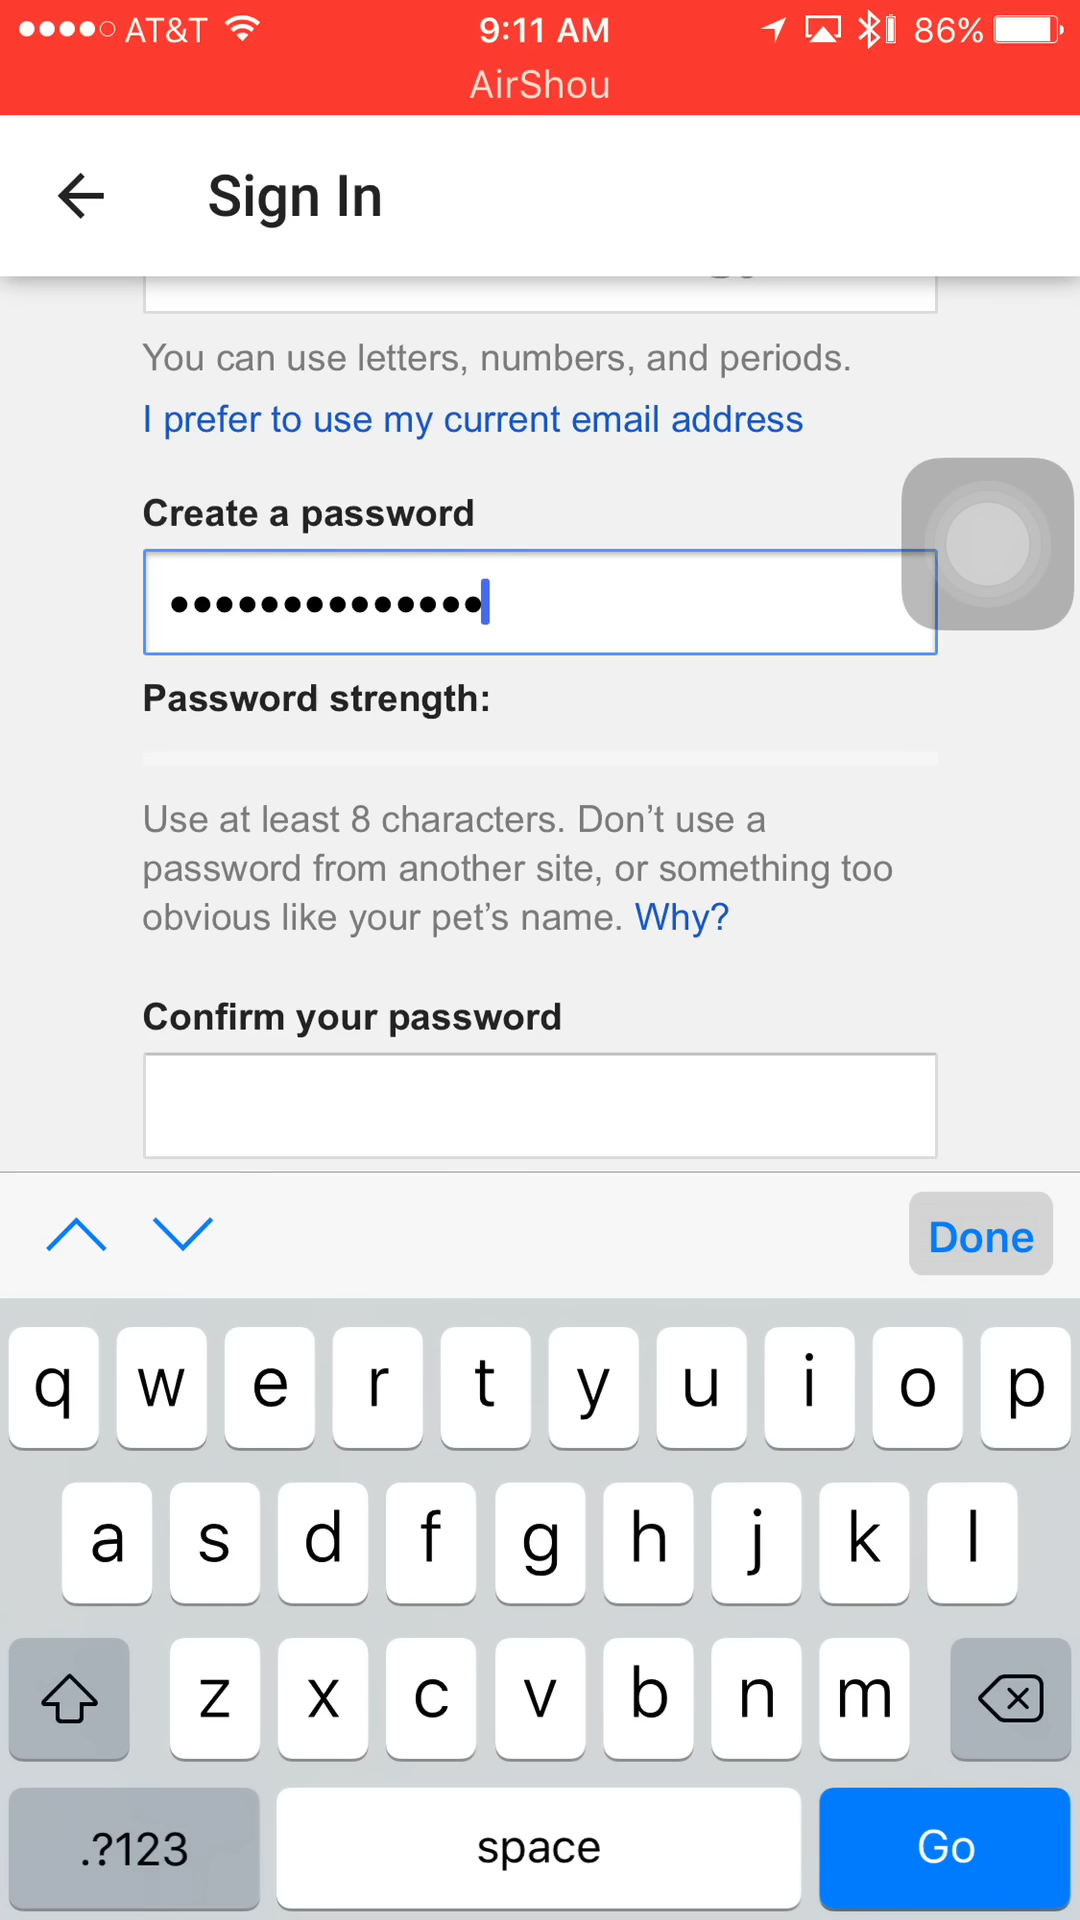 AT&T 9:11 AM 86%
AirShou
Sign In
You can use letters, numbers, and periods.
I prefer to use my current email address
Create a password
••••••••••••••
Password strength:
Use at least 8 characters. Don’t use a
password from another site, or something too
obvious like your pet’s name. Why?
Confirm your password
Done
q w e r t y u i o p
a s d f g h j k l
z x c v b n m
.?123 space Go